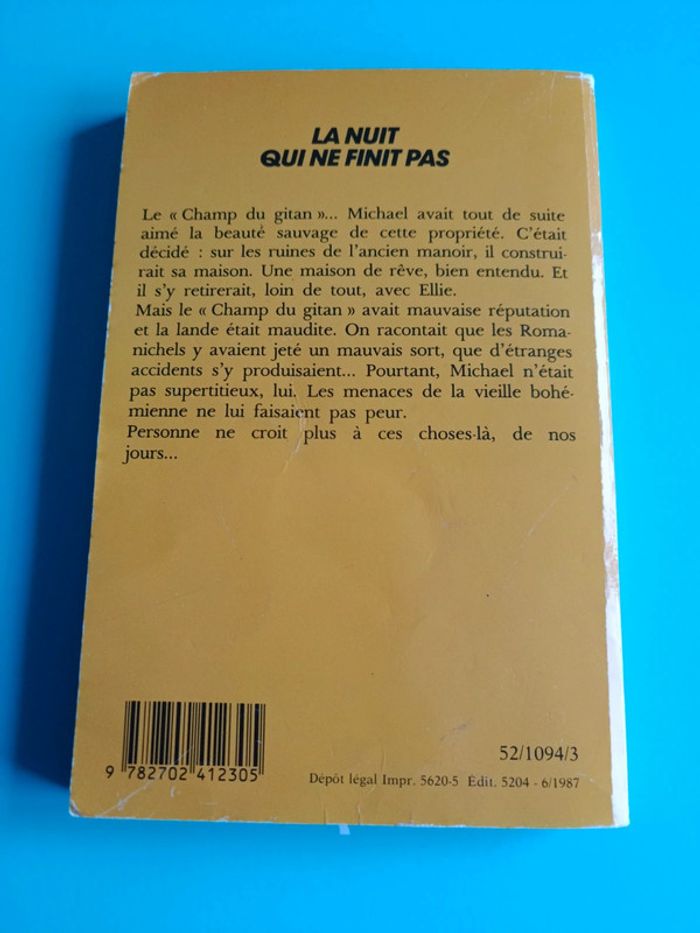 LA NUIT
QUI NE FINIT PAS
Le « Champ du gitan »... Michael avait tout de suite
aimé la beauté sauvage de cette propriété. C'était
décidé : sur les ruines de l'ancien manoir, il construi-
rait sa maison. Une maison de rêve, bien entendu. Et
il s'y retirerait, loin de tout, avec Ellie.
Mais le « Champ du gitan » avait mauvaise réputation
et la lande était maudite. On racontait que les Roma-
nichels y avaient jeté un mauvais sort, que d'étranges
accidents s'y produisaient... Pourtant, Michael n'était
pas supertitieux, lui. Les menaces de la vieille bohé-
mienne ne lui faisaient pas peur.
Personne ne croit plus à ces choses-là, de nos
jours...
52/1094/3
9 782702 412305
Dépôt légal Impr. 5620-5 Édit. 5204 - 6/1987